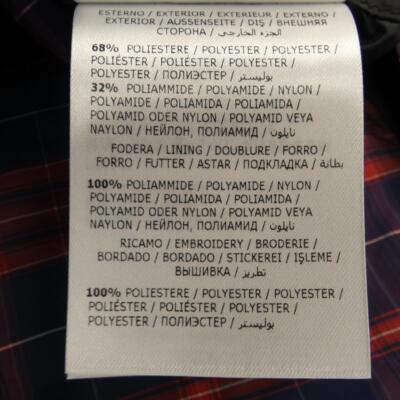 ESTERNO / EXTERIOR / EXTERIEUR / EXTERNO /
EXTERIOR / AUSSENSEITE / DIŞ / ВНЕШНЯЯ
СТОРОНА / الجزء الخارجي
68% POLIESTERE / POLYESTER / POLYESTER /
POLIÉSTER / POLIÉSTER / POLYESTER /
POLYESTER / ПОЛИЭСТЕР / بوليستر
32% POLIAMMIDE / POLYAMIDE / NYLON /
POLYAMIDE / POLIAMIDA / POLIAMIDA /
POLYAMID ODER NYLON / POLYAMID VEYA
NAYLON / НЕЙЛОН, ПОЛИАМИД / نايلون
FODERA / LINING / DOUBLURE / FORRO /
FORRO / FUTTER / ASTAR / ПОДКЛАДКА / بطانة
100% POLIAMMIDE / POLYAMIDE / NYLON /
POLYAMIDE / POLIAMIDA / POLIAMIDA /
POLYAMID ODER NYLON / POLYAMID VEYA
NAYLON / НЕЙЛОН, ПОЛИАМИД / نايلون
RICAMO / EMBROIDERY / BRODERIE /
BORDADO / BORDADO / STICKEREI / İŞLEME /
ВЫШИВКА / تطريز
100% POLIESTERE / POLYESTER / POLYESTER /
POLIÉSTER / POLIÉSTER / POLYESTER /
POLYESTER / ПОЛИЭСТЕР / بوليستر